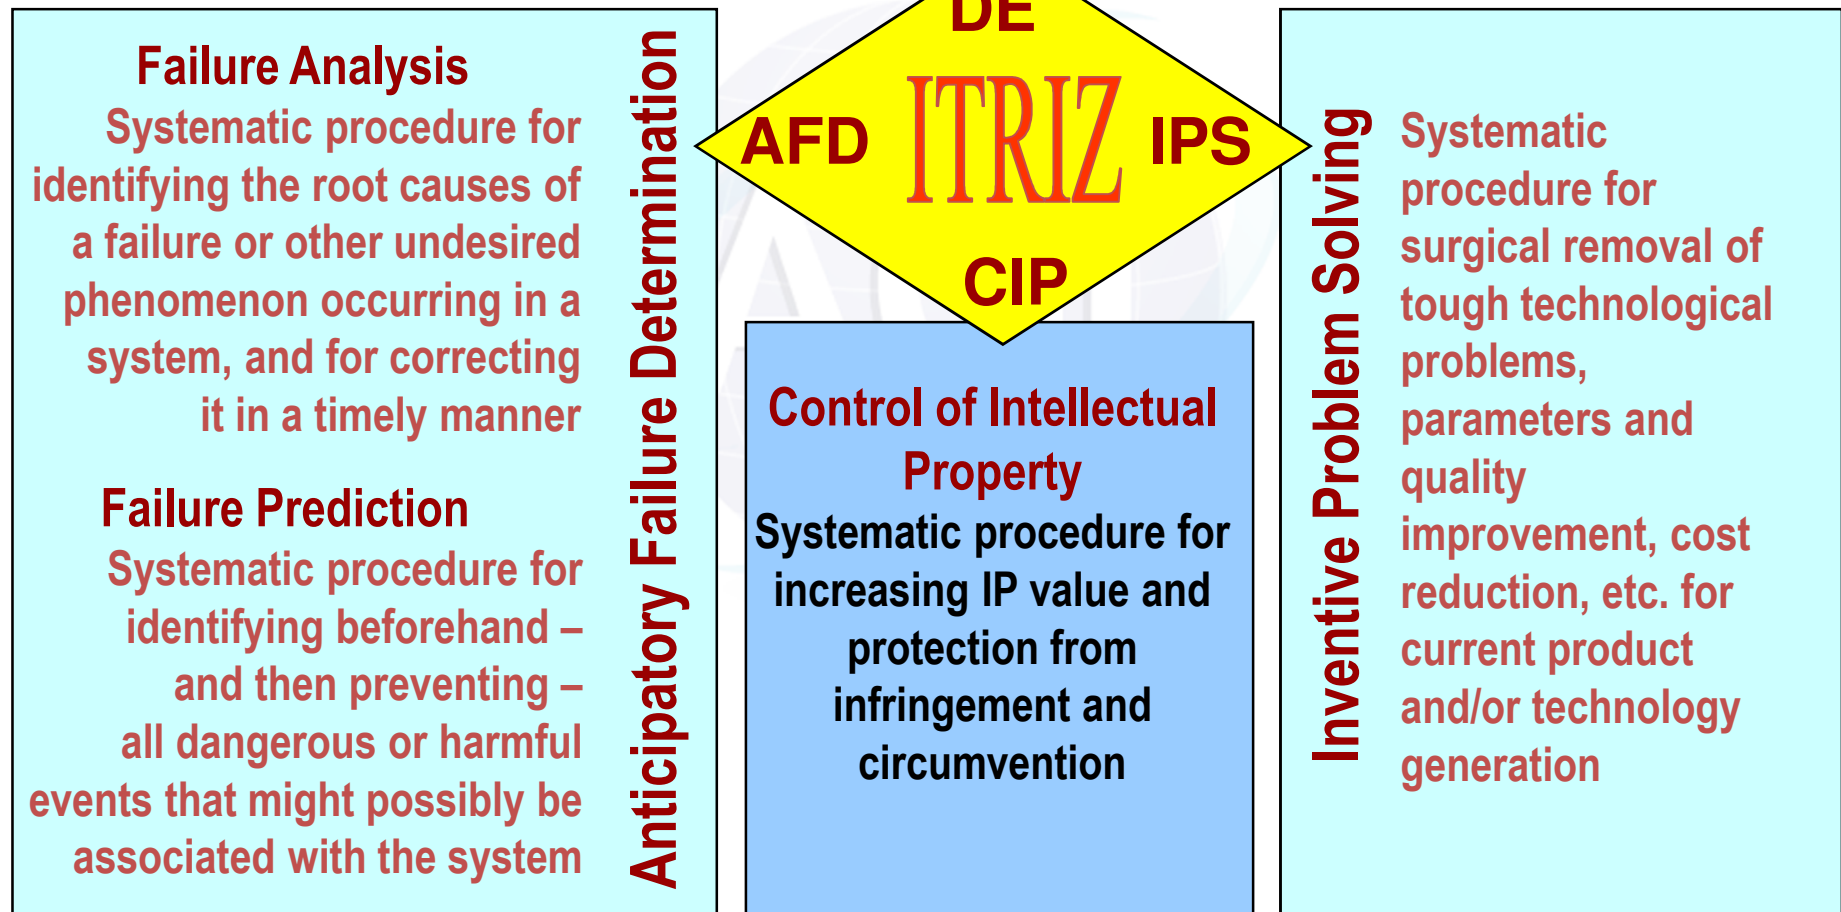 Failure Analysis
Systematic procedure for
identifying the root causes of
a failure or other undesired
phenomenon occurring in a
system, and for correcting
it in a timely manner
Failure Prediction
Systematic procedure for
identifying beforehand –
and then preventing –
all dangerous or harmful
events that might possibly be
associated with the system
Anticipatory Failure Determination
DE
AFD
ITRIZ
IPS
CIP
Control of Intellectual
Property
Systematic procedure for
increasing IP value and
protection from
infringement and
circumvention
Inventive Problem Solving
Systematic
procedure for
surgical removal of
tough technological
problems,
parameters and
quality
improvement, cost
reduction, etc. for
current product
and/or technology
generation